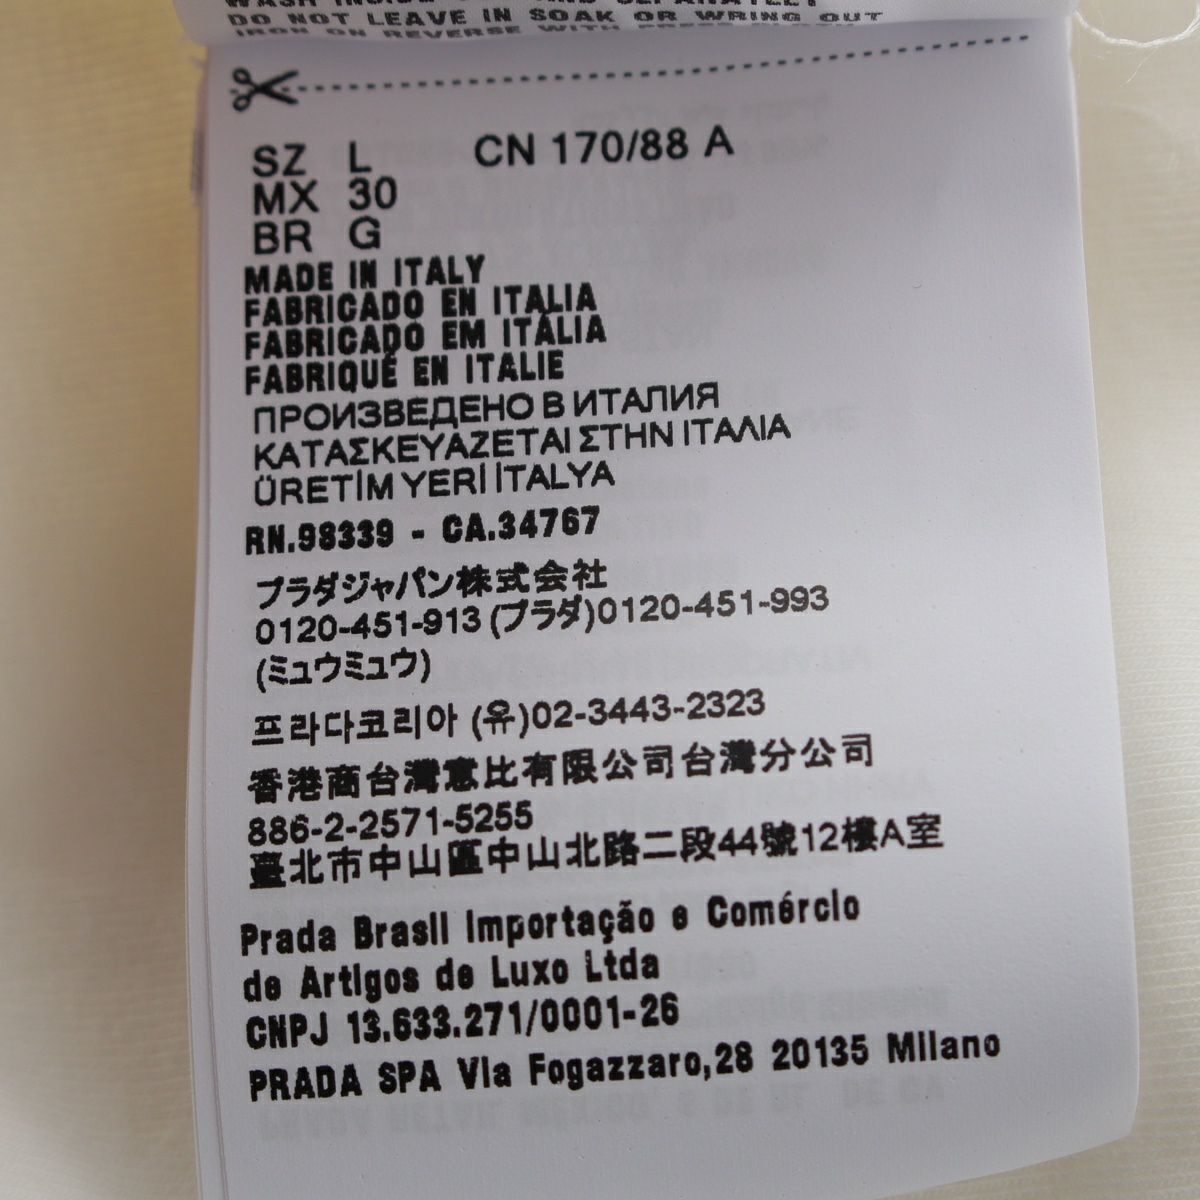 DO NOT LEAVE IN SOAK OR WRING OUT
IRON ON REVERSE WITH
SZ L CN 170/88 A
MX 30
BR G
MADE IN ITALY
FABRICADO EN ITALIA
FABRICADO EM ITÁLIA
FABRIQUÉ EN ITALIE
ПРОИЗВЕДЕНО В ИТАЛИЯ
ΚΑΤΑΣΚΕΥΑΖΕΤΑΙ ΣΤΗΝ ΙΤΑΛΙΑ
ÜRETİM YERİ İTALYA
RN.98339 - CA.34767
プラダジャパン株式会社
0120-451-913 (プラダ)0120-451-993
(ミュウミュウ)
프라다코리아 (유)02-3443-2323
香港商台灣惠比有限公司台灣分公司
886-2-2571-5255
臺北市中山區中山北路二段44號12樓A室
Prada Brasil Importação e Comércio
de Artigos de Luxo Ltda
CNPJ 13.633.271/0001-26
PRADA SPA Via Fogazzaro,28 20135 Milano